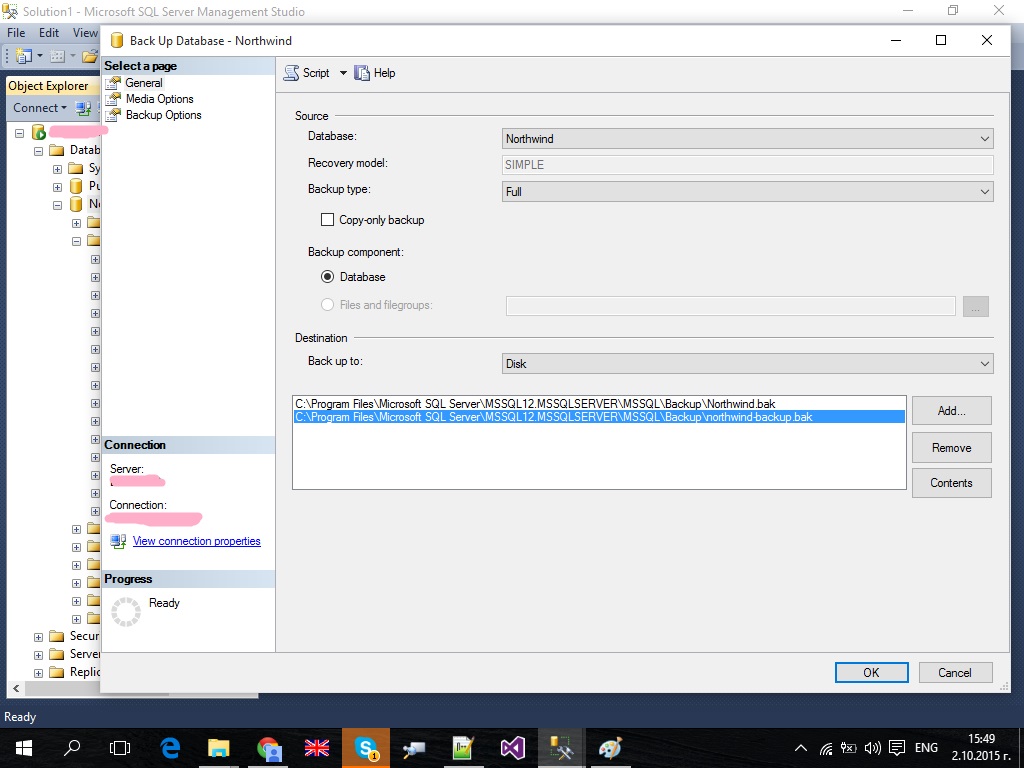 Solution1 - Microsoft SQL Server Management Studio
File Edit View
Back Up Database - Northwind
Object Explorer
Connect
Datab
Sy
No
Secur
Server
Replic
Select a page
General
Media Options
Backup Options
Connection
Server:
Connection:
View connection properties
Progress
Ready
Script Help
Source
Database: Northwind
Recovery model: SIMPLE
Backup type: Full
Copy-only backup
Backup component:
Database
Files and filegroups: ...
Destination
Back up to: Disk
C:\Program Files\Microsoft SQL Server\MSSQL12.MSSQLSERVER\MSSQL\Backup\Northwind.bak
C:\Program Files\Microsoft SQL Server\MSSQL12.MSSQLSERVER\MSSQL\Backup\northwind-backup.bak
Add...
Remove
Contents
OK Cancel
Ready
S 1
ENG
15:49
2.10.2015 г.